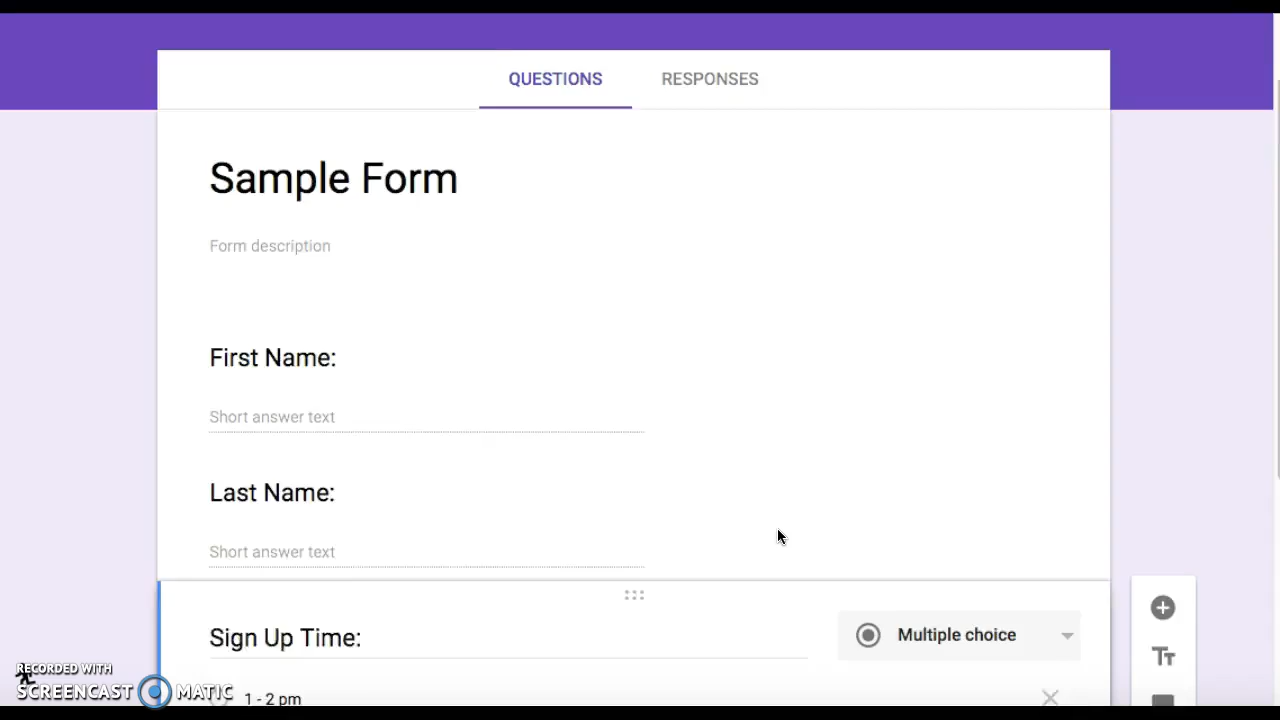 QUESTIONS RESPONSES
Sample Form
Form description
First Name:
Short answer text
Last Name:
Short answer text
Sign Up Time:
Multiple choice
Tт
1 - 2 pm
RECORDED WITH
SCREENCAST MATIC